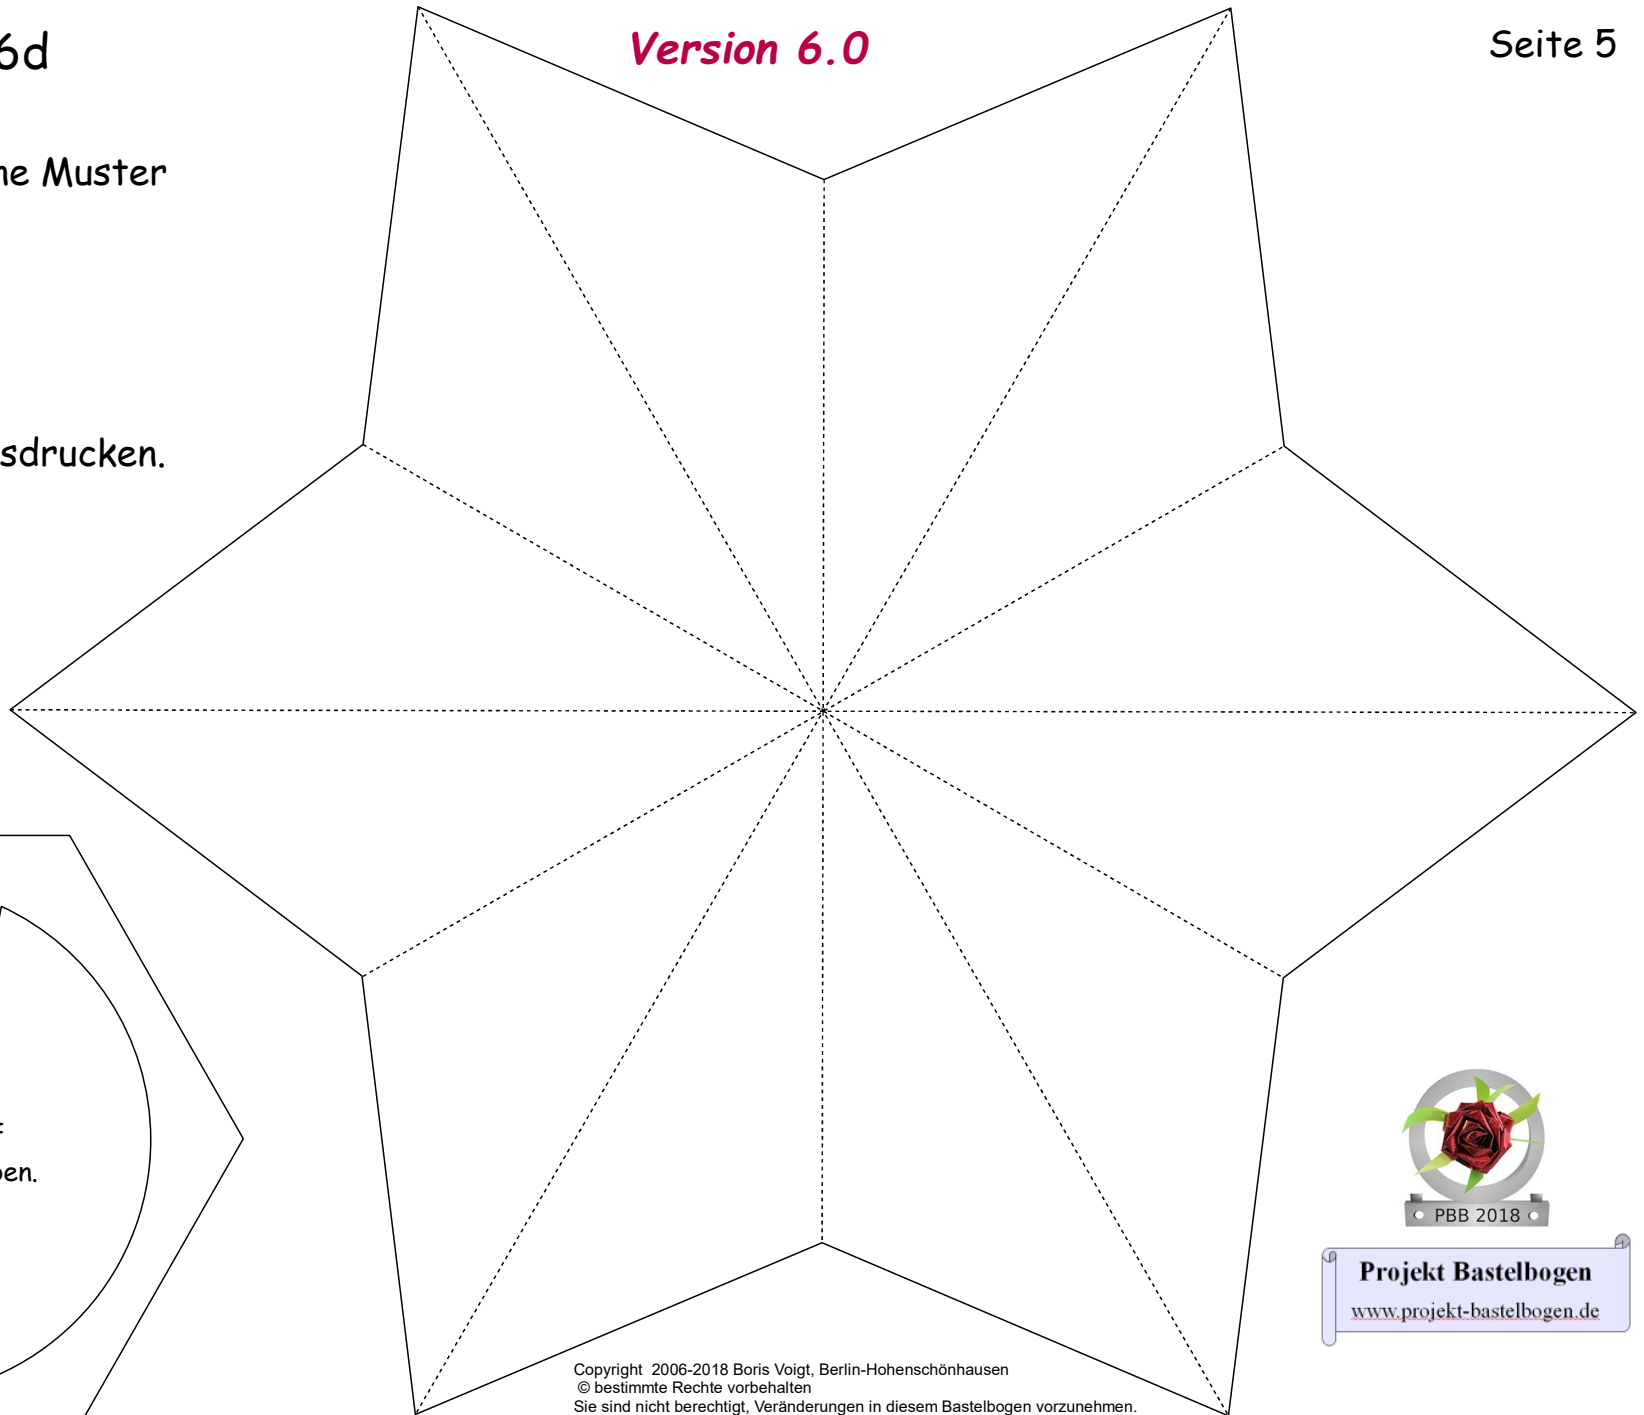 6d
Version 6.0
Seite 5
ne Muster
sdrucken.
en.
PBB 2018
Projekt Bastelbogen
www.projekt-bastelbogen.de
Copyright 2006-2018 Boris Voigt, Berlin-Hohenschönhausen
© bestimmte Rechte vorbehalten
Sie sind nicht berechtigt, Veränderungen in diesem Bastelbogen vorzunehmen.